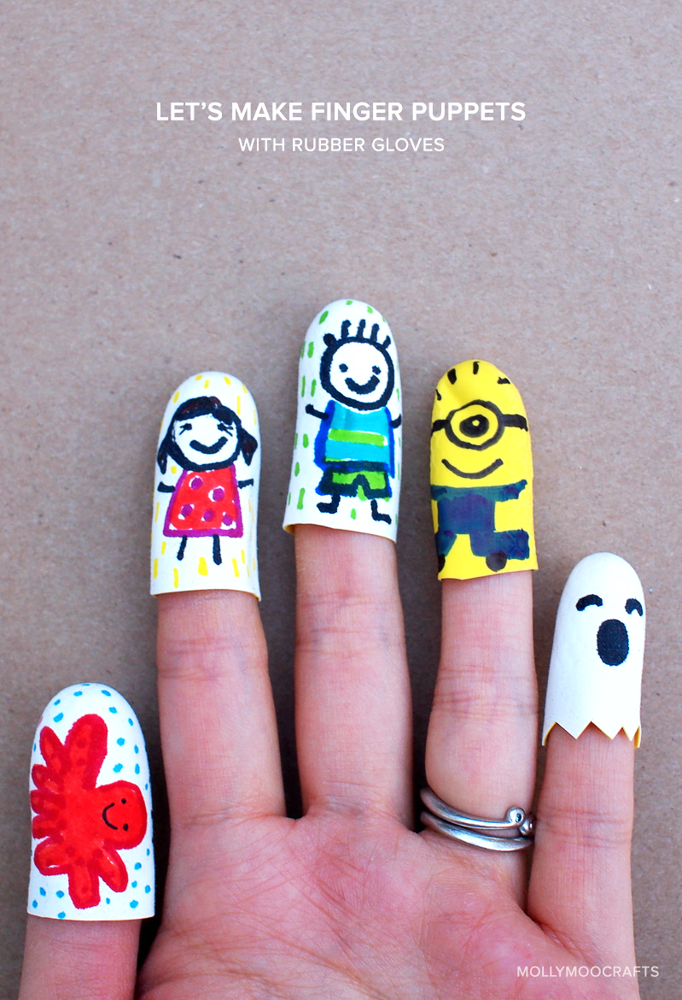 LET'S MAKE FINGER PUPPETS
WITH RUBBER GLOVES
MOLLYMOOCRAFTS